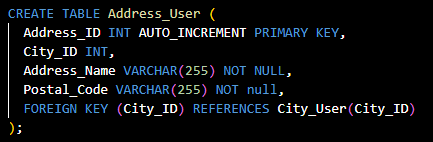 CREATE TABLE Address_User (
Address_ID INT AUTO_INCREMENT PRIMARY KEY,
City_ID INT,
Address_Name VARCHAR(255) NOT NULL,
Postal_Code VARCHAR(255) NOT null,
FOREIGN KEY (City_ID) REFERENCES City_User(City_ID)
);